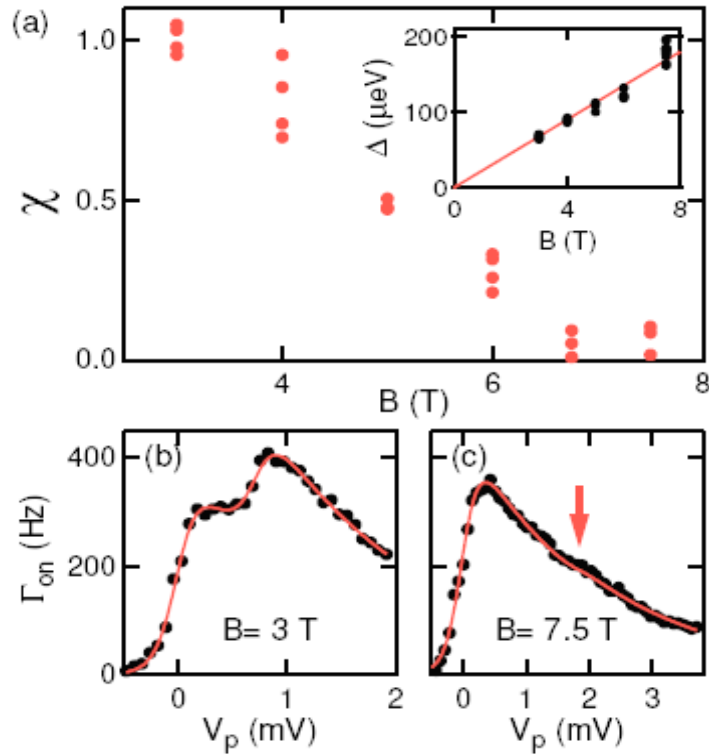 (a)
1.0
0.5
0.0
χ
4
6
8
B (T)
200
100
0
Δ (μeV)
0
4
8
B (T)
(b)
400
200
0
Γon (Hz)
B= 3 T
0
1
2
Vp (mV)
(c)
B= 7.5 T
0
1
2
3
Vp (mV)